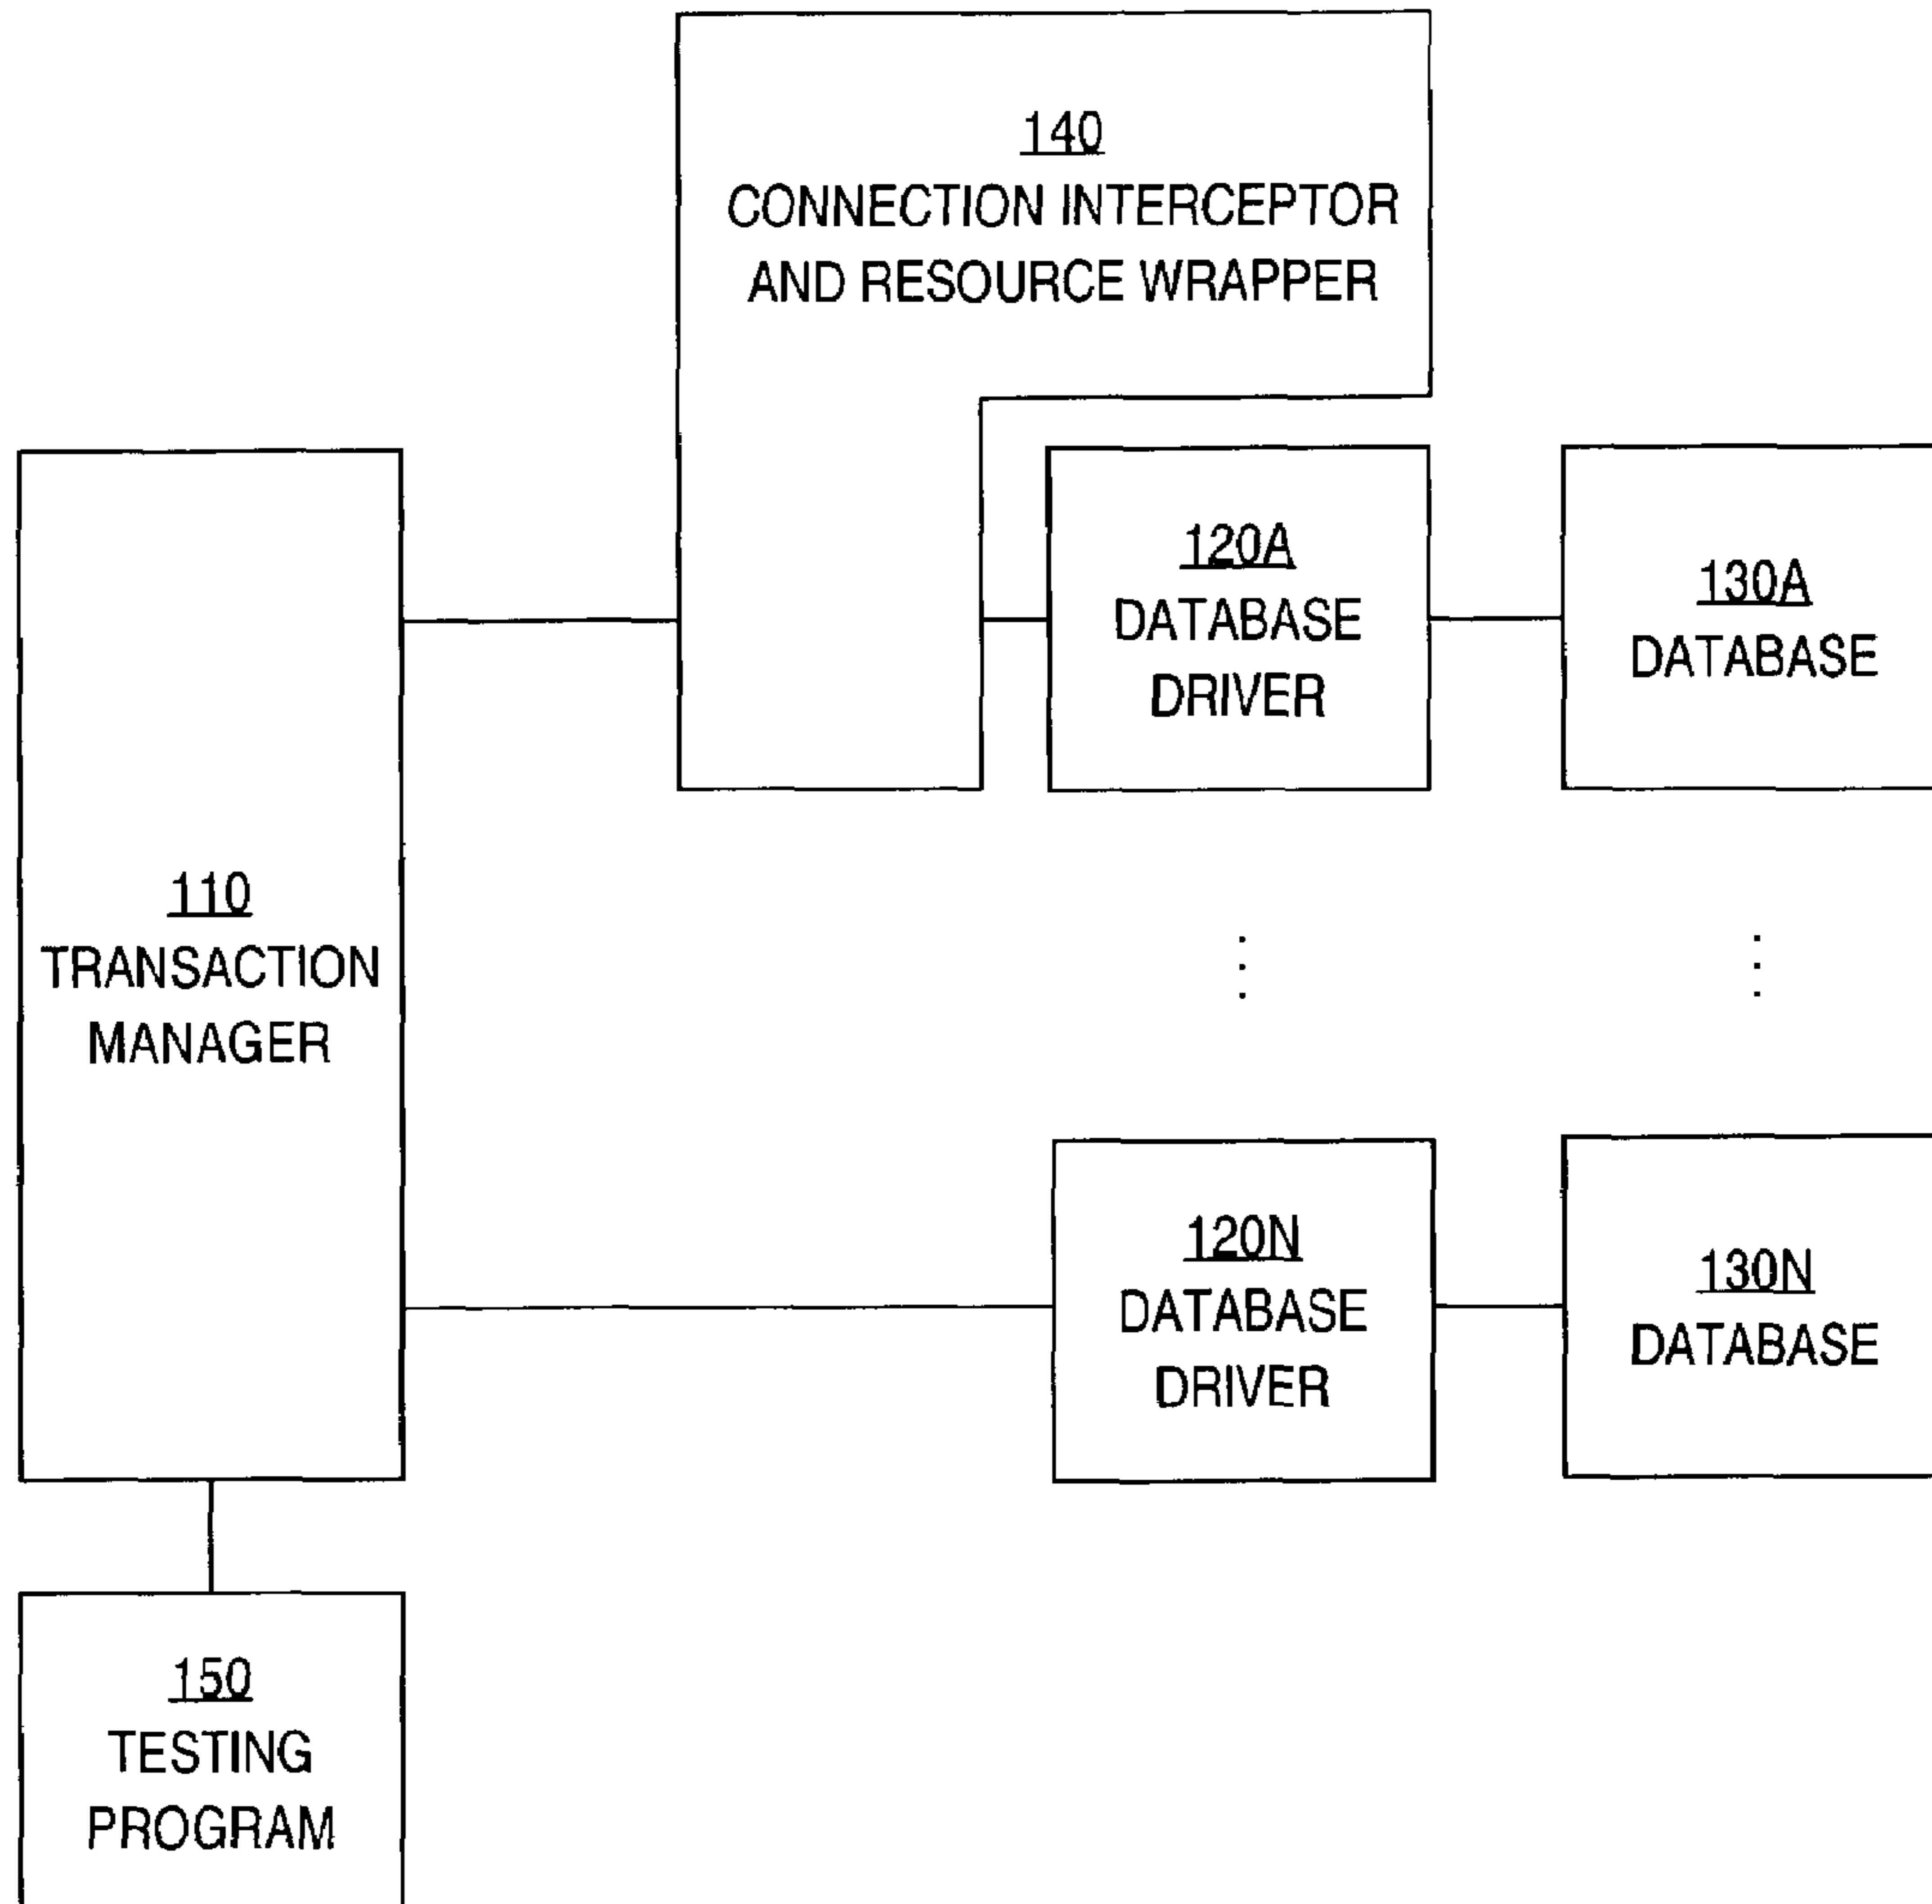 140
CONNECTION INTERCEPTOR
AND RESOURCE WRAPPER
120A
DATABASE
DRIVER
130A
DATABASE
110
TRANSACTION
MANAGER
120N
DATABASE
DRIVER
130N
DATABASE
150
TESTING
PROGRAM